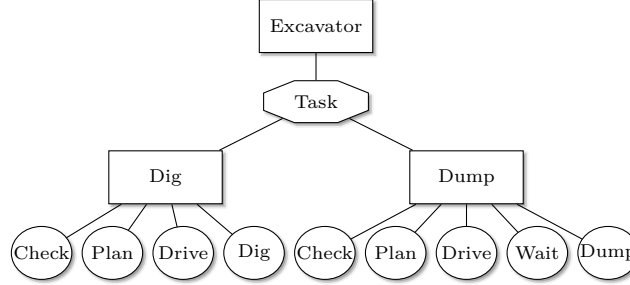 Excavator
Task
Dig
Dump
Check
Plan
Drive
Dig
Check
Plan
Drive
Wait
Dump